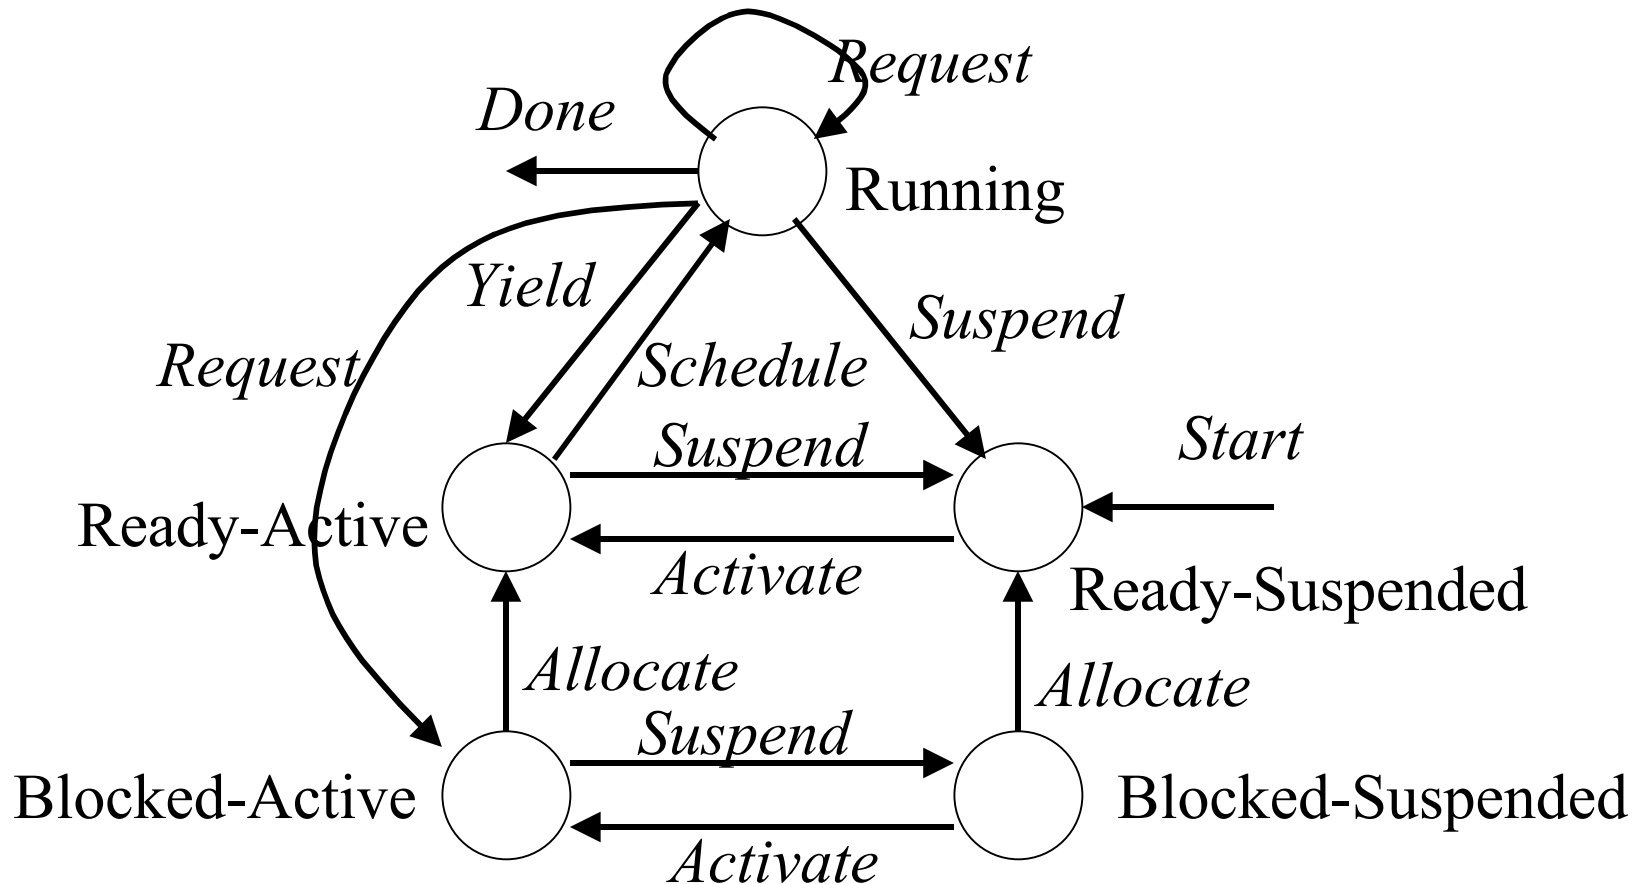 Request
Done
Running
Yield
Suspend
Request
Schedule
Suspend
Start
Ready-Active
Activate
Ready-Suspended
Allocate
Allocate
Suspend
Blocked-Active
Blocked-Suspended
Activate